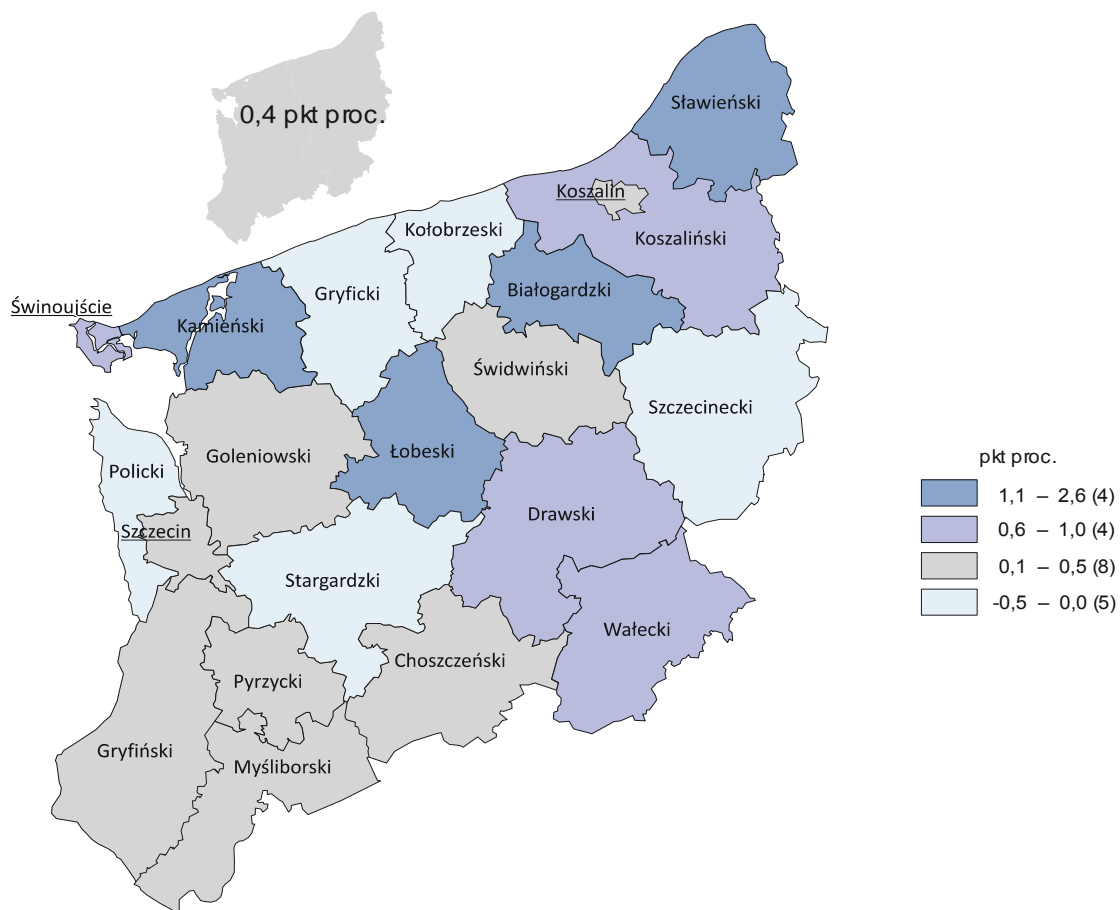 0,4 pkt proc.
Sławieński
Koszalin
Koszaliński
Kołobrzeski
Białogardzki
Gryficki
Świnoujście
Kamieński
Świdwiński
Szczecinecki
Łobeski
Goleniowski
Policki
Szczecin
Drawski
Stargardzki
Wałecki
Choszczeński
Pyrzycki
Gryfiński
Myśliborski
pkt proc.
1,1 – 2,6 (4)
0,6 – 1,0 (4)
0,1 – 0,5 (8)
-0,5 – 0,0 (5)